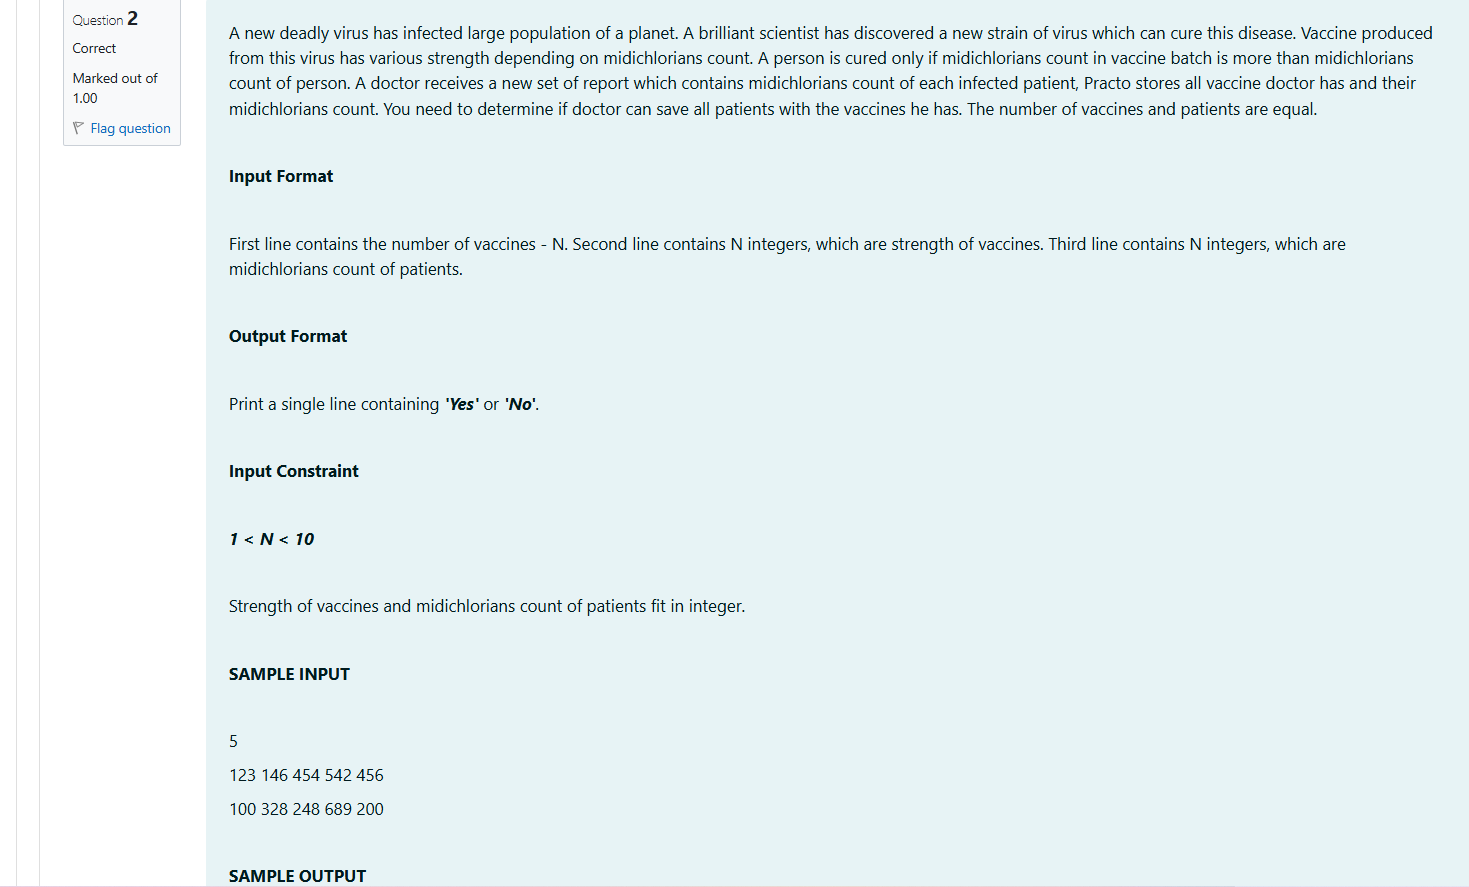 Question 2
Correct
Marked out of
1.00
Flag question
A new deadly virus has infected large population of a planet. A brilliant scientist has discovered a new strain of virus which can cure this disease. Vaccine produced
from this virus has various strength depending on midichlorians count. A person is cured only if midichlorians count in vaccine batch is more than midichlorians
count of person. A doctor receives a new set of report which contains midichlorians count of each infected patient, Practo stores all vaccine doctor has and their
midichlorians count. You need to determine if doctor can save all patients with the vaccines he has. The number of vaccines and patients are equal.
Input Format
First line contains the number of vaccines - N. Second line contains N integers, which are strength of vaccines. Third line contains N integers, which are
midichlorians count of patients.
Output Format
Print a single line containing 'Yes' or 'No'.
Input Constraint
1 < N < 10
Strength of vaccines and midichlorians count of patients fit in integer.
SAMPLE INPUT
5
123 146 454 542 456
100 328 248 689 200
SAMPLE OUTPUT